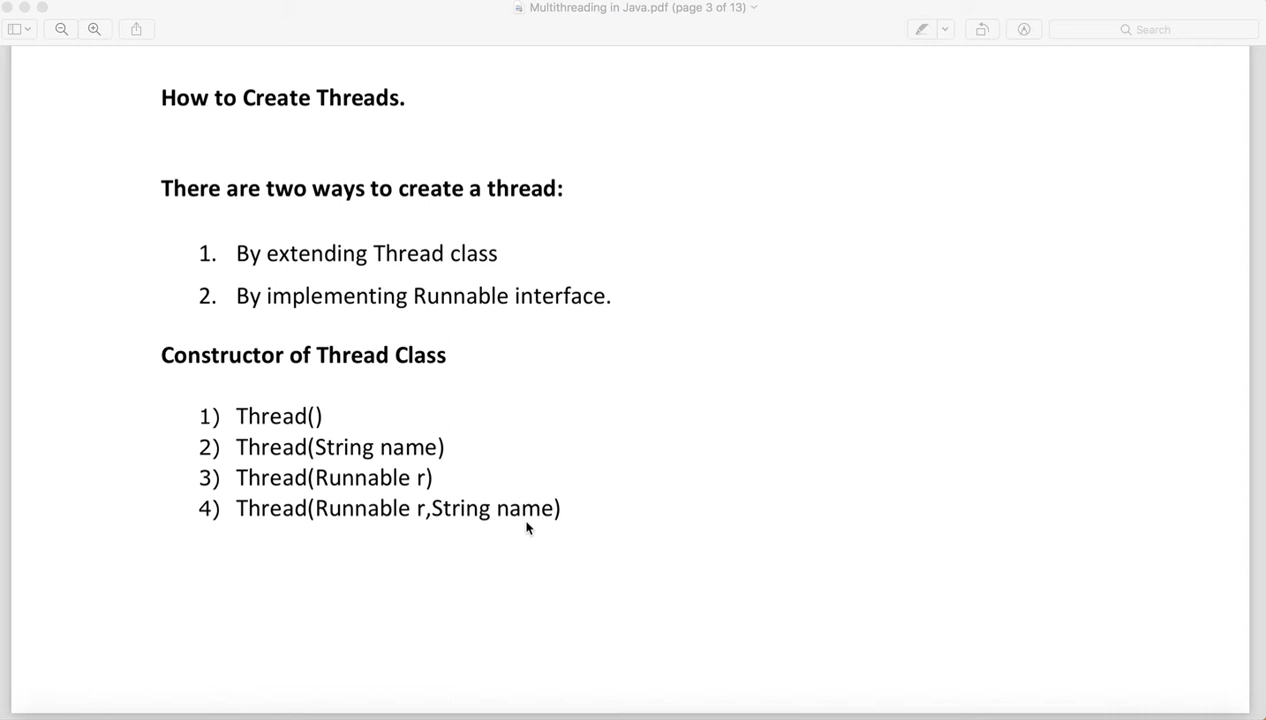 Multithreading in Java.pdf (page 3 of 13)
Search
How to Create Threads.
There are two ways to create a thread:
1. By extending Thread class
2. By implementing Runnable interface.
Constructor of Thread Class
1) Thread()
2) Thread(String name)
3) Thread(Runnable r)
4) Thread(Runnable r,String name)